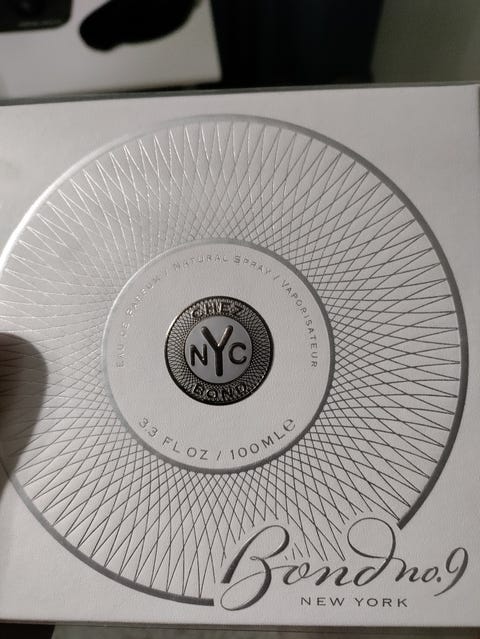 EAU DE PARFUM / NATURAL SPRAY / VAPORISATEUR
CHEZ
NYC
BOND
3.3 FL OZ / 100ML e
Bond no.9
NEW YORK